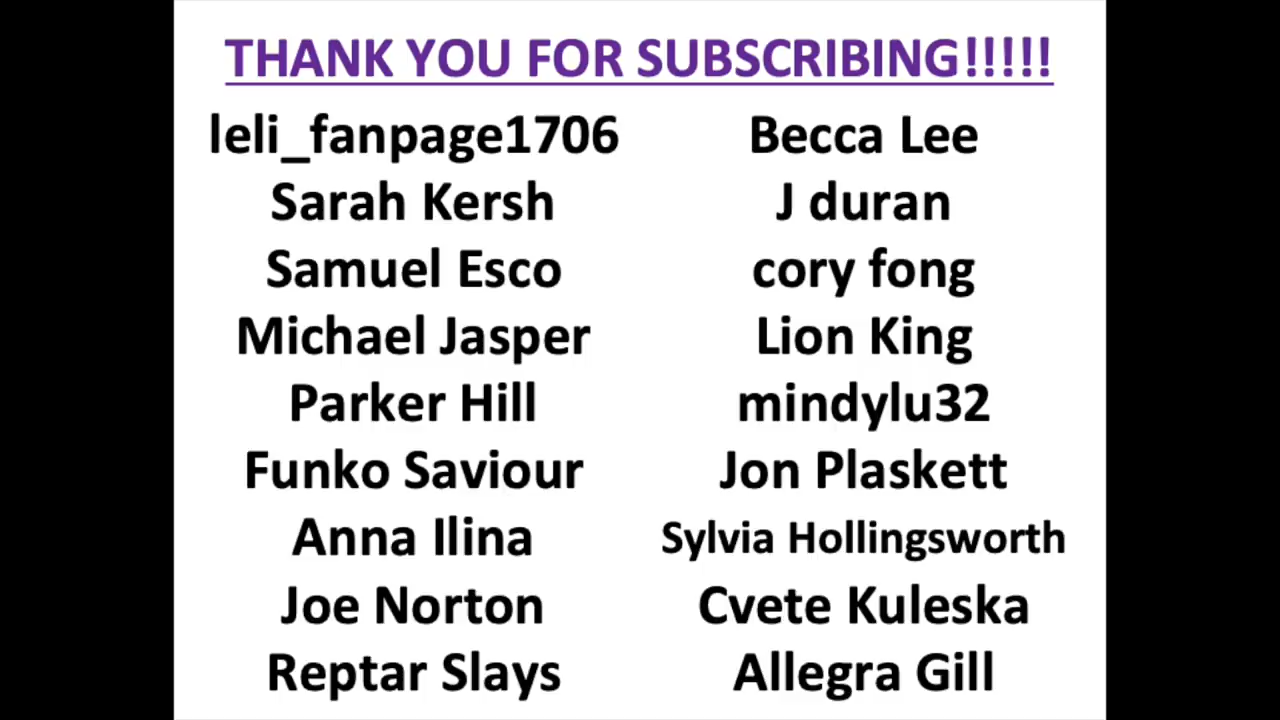 THANK YOU FOR SUBSCRIBING!!!!!
leli_fanpage1706
Sarah Kersh
Samuel Esco
Michael Jasper
Parker Hill
Funko Saviour
Anna Ilina
Joe Norton
Reptar Slays
Becca Lee
J duran
cory fong
Lion King
mindylu32
Jon Plaskett
Sylvia Hollingsworth
Cvete Kuleska
Allegra Gill